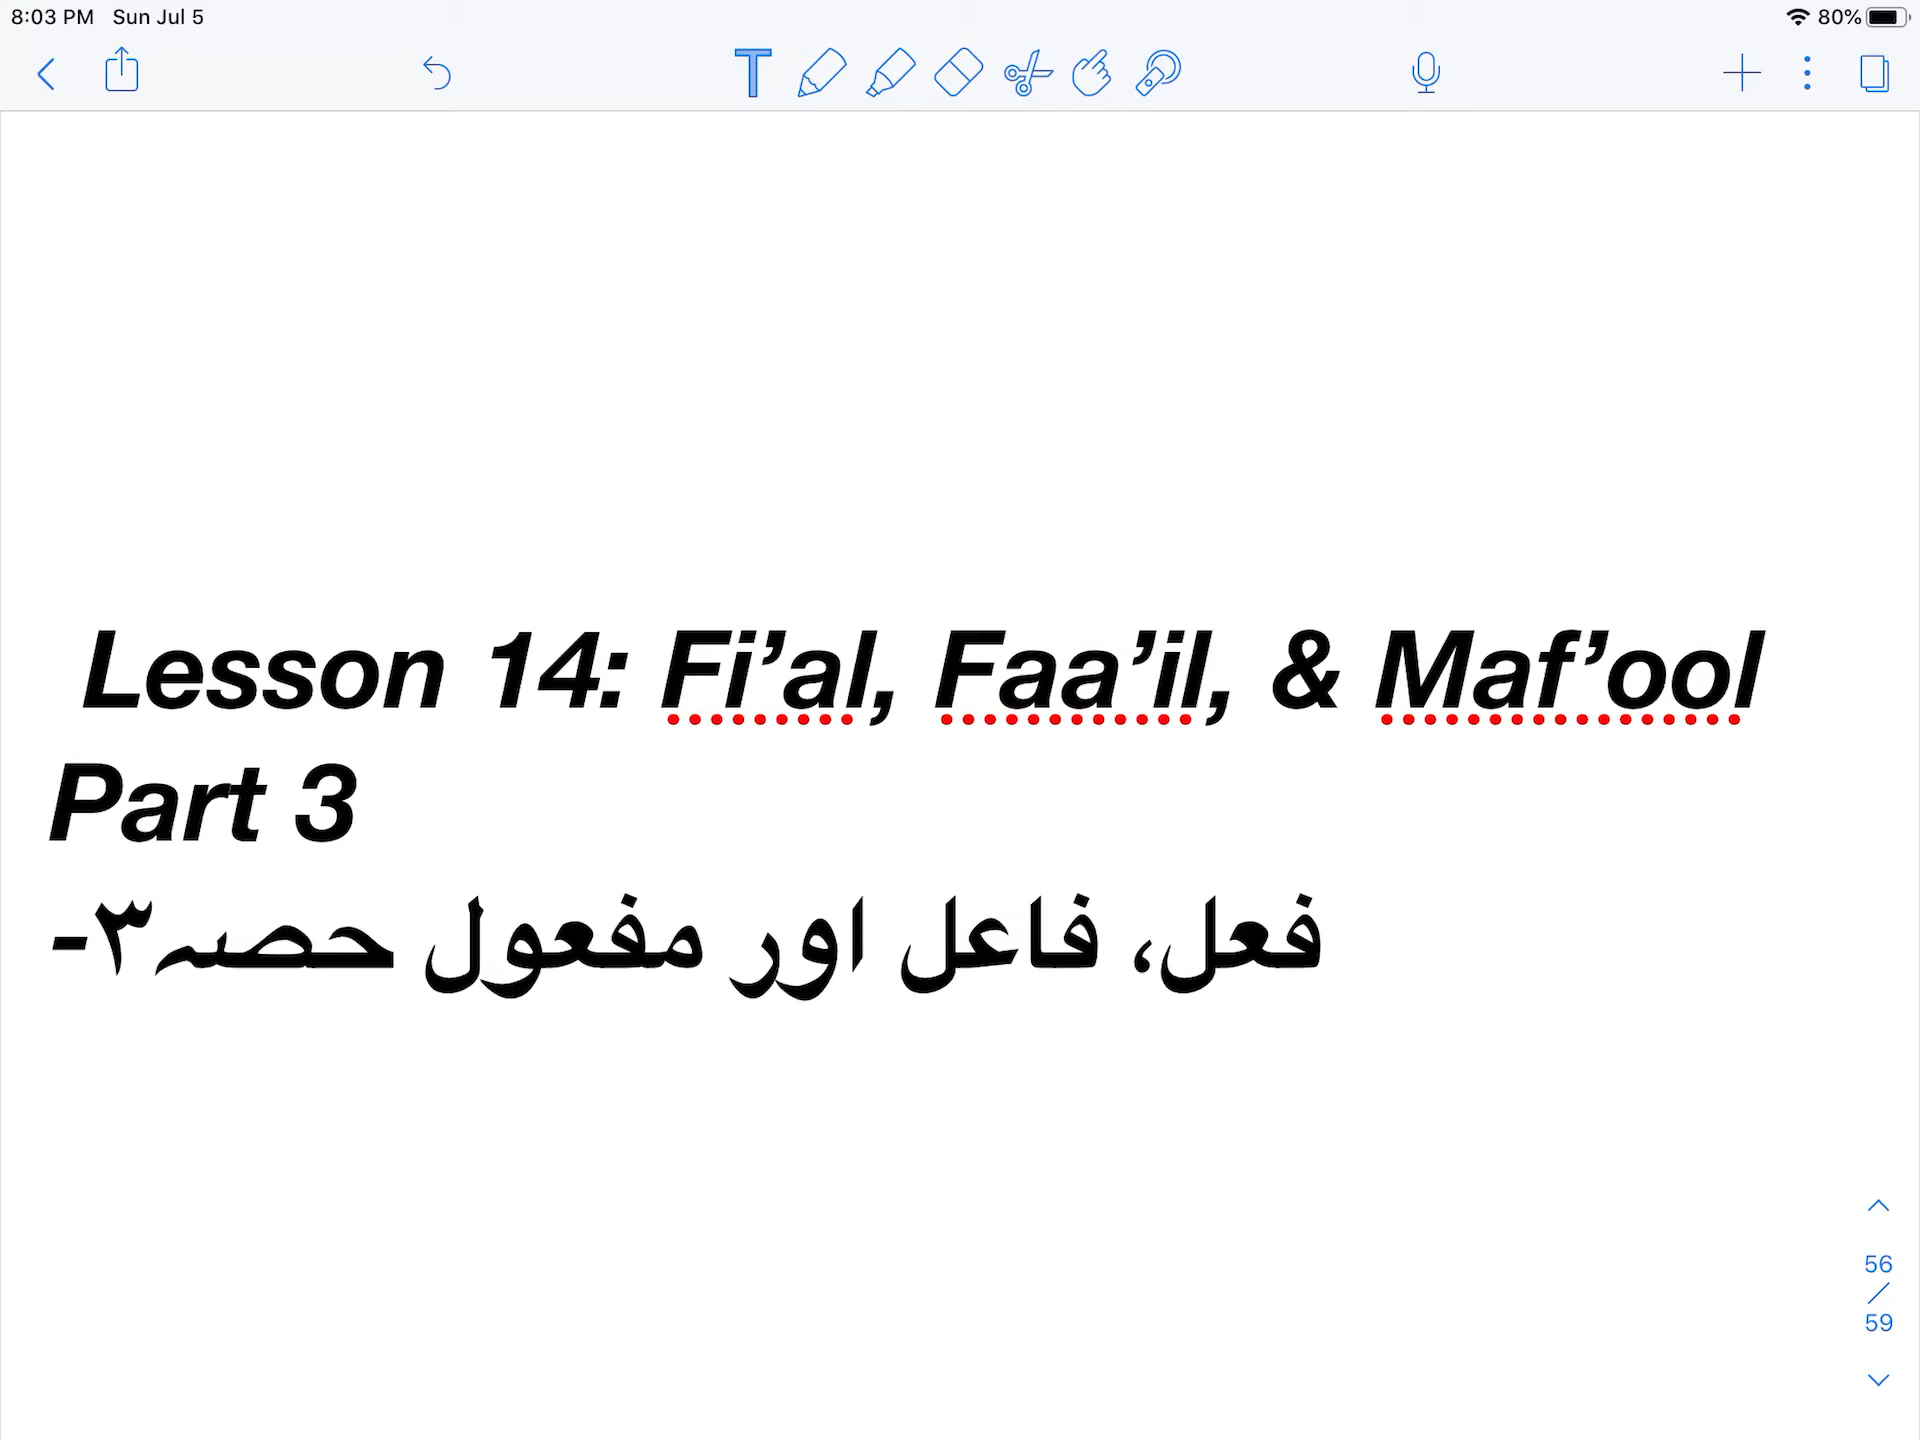 8:03 PM Sun Jul 5
80%
T
Lesson 14: Fi’al, Faa’il, & Maf’ool
Part 3
فعل، فاعل اور مفعول حصہ۳-
56
/
59